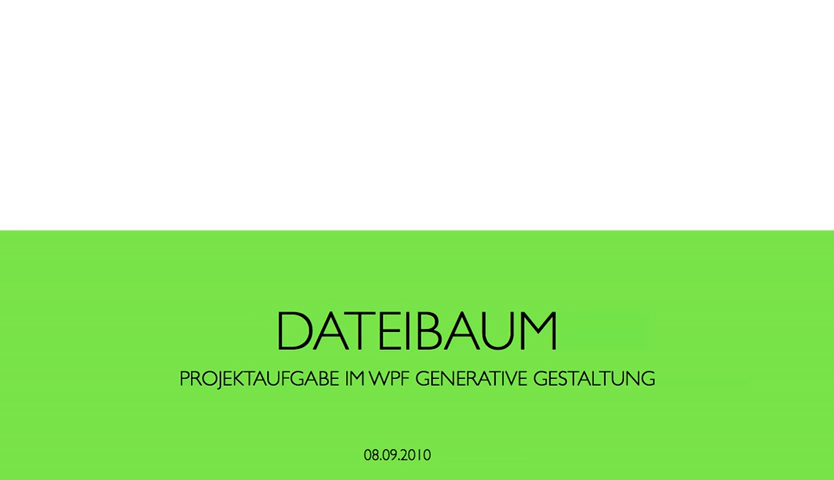 DATEIBAUM
PROJEKTAUFGABE IM WPF GENERATIVE GESTALTUNG
08.09.2010